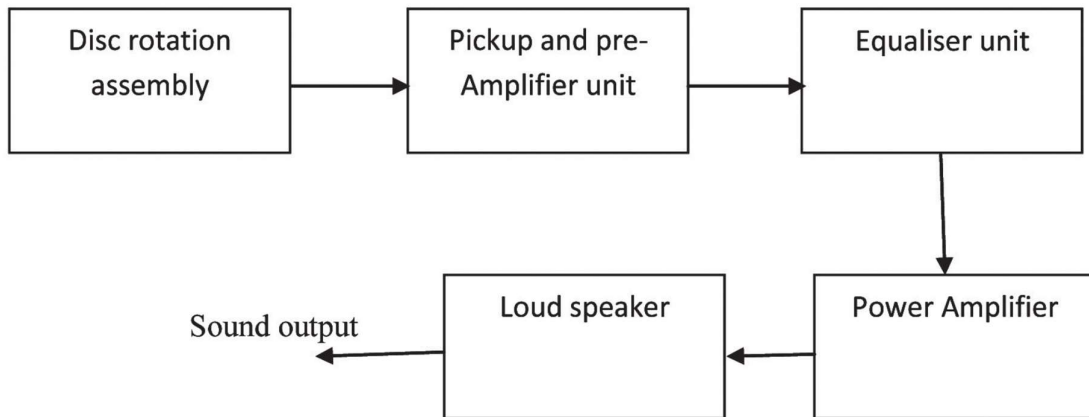 Disc rotation
assembly
Pickup and pre-
Amplifier unit
Equaliser unit
Power Amplifier
Loud speaker
Sound output